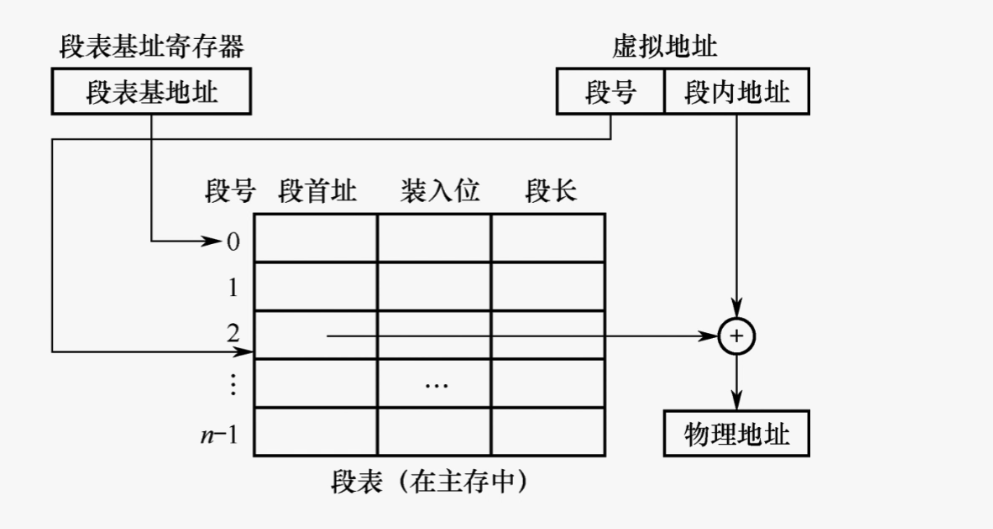 段表基址寄存器
虚拟地址
段表基地址
段号 段内地址
段号 段首址 装入位 段长
0
1
2
+
⋮
…
n-1
物理地址
段表（在主存中）